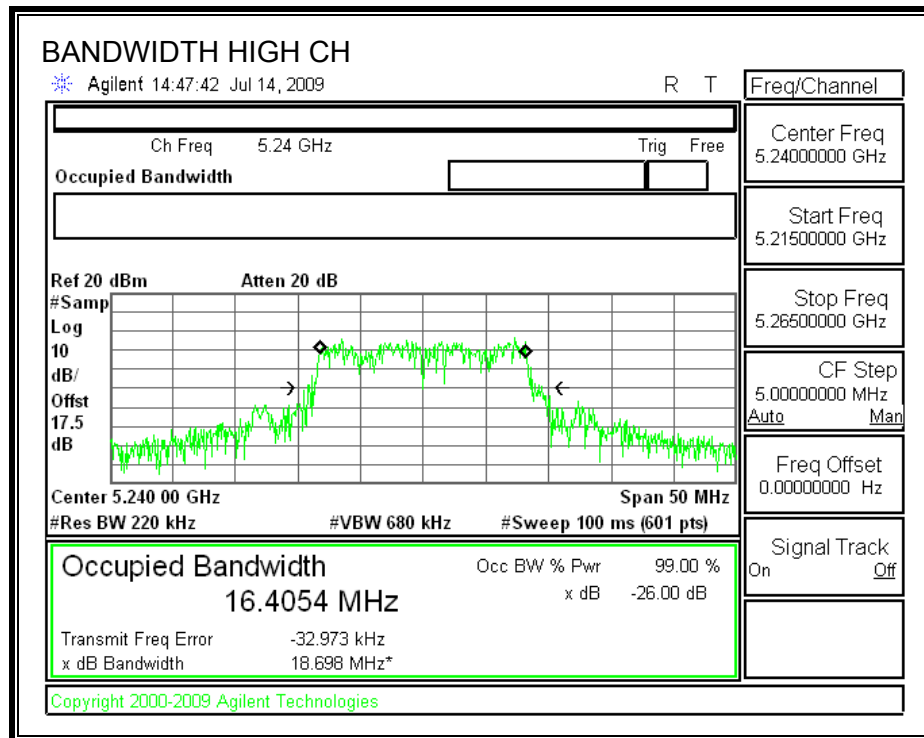 BANDWIDTH HIGH CH
Agilent 14:47:42 Jul 14, 2009 R T
Freq/Channel
Ch Freq 5.24 GHz Trig Free
Occupied Bandwidth
Center Freq
5.24000000 GHz
Start Freq
5.21500000 GHz
Stop Freq
5.26500000 GHz
CF Step
5.00000000 MHz
Auto Man
Freq Offset
0.00000000 Hz
Signal Track
On Off
Ref 20 dBm Atten 20 dB
#Samp
Log
10
dB/
Offst
17.5
dB
Center 5.240 00 GHz Span 50 MHz
#Res BW 220 kHz #VBW 680 kHz #Sweep 100 ms (601 pts)
Occupied Bandwidth Occ BW % Pwr 99.00 %
16.4054 MHz x dB -26.00 dB
Transmit Freq Error -32.973 kHz
x dB Bandwidth 18.698 MHz*
Copyright 2000-2009 Agilent Technologies